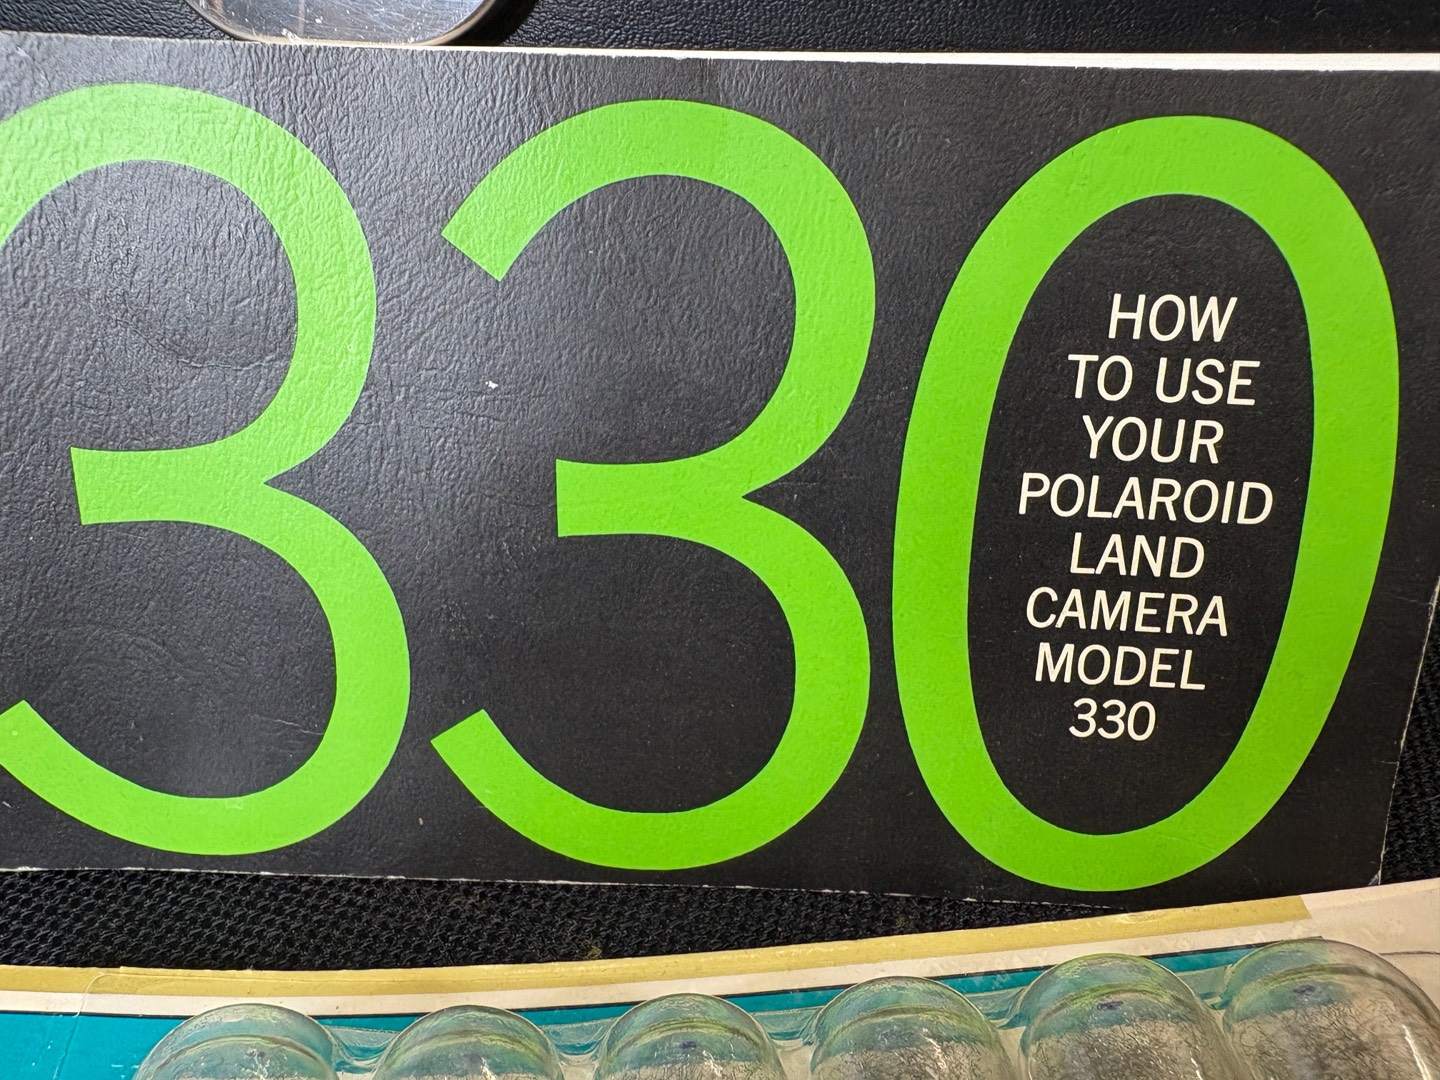 330
HOW
TO USE
YOUR
POLAROID
LAND
CAMERA
MODEL
330